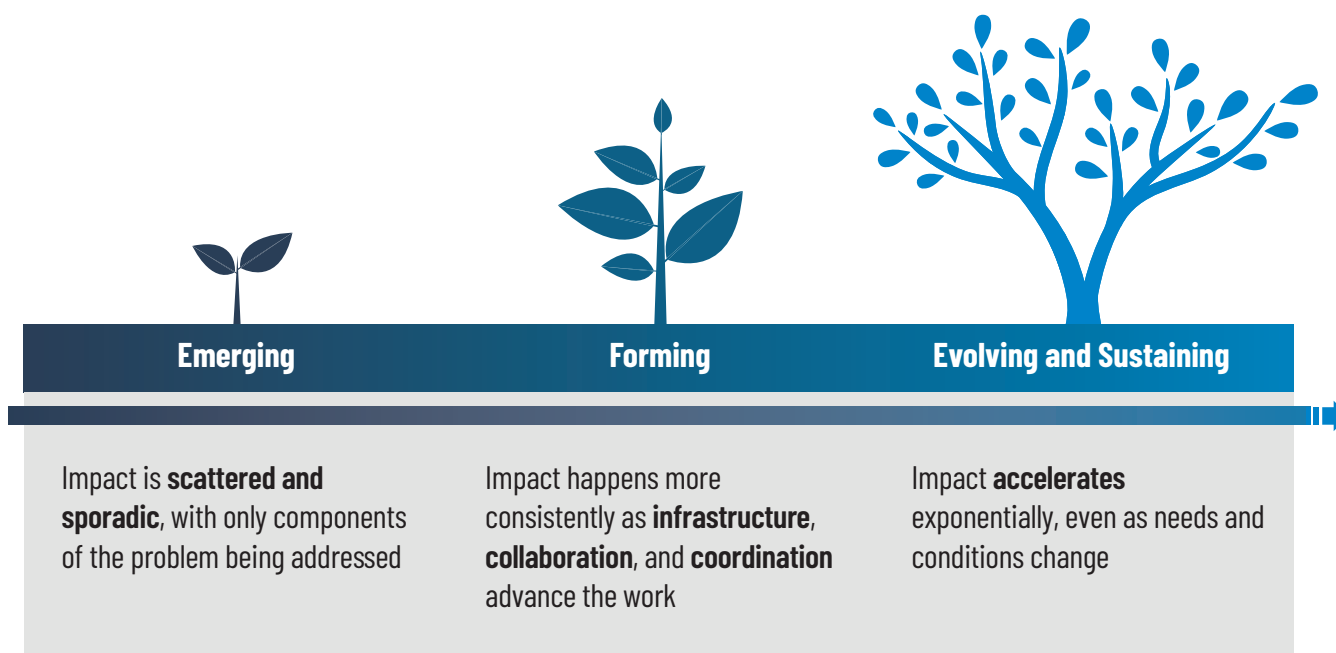 Emerging
Forming
Evolving and Sustaining
Impact is scattered and
sporadic, with only components
of the problem being addressed
Impact happens more
consistently as infrastructure,
collaboration, and coordination
advance the work
Impact accelerates
exponentially, even as needs and
conditions change